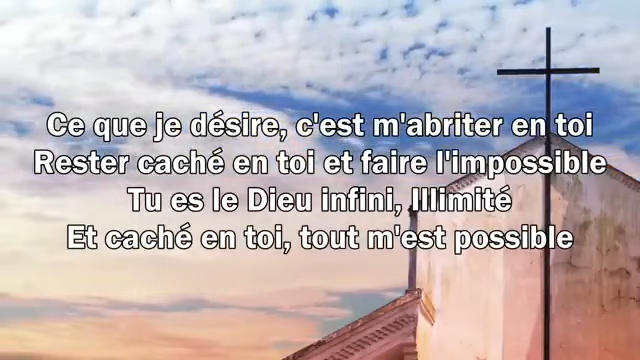 Ce que je désire, c'est m'abriter en toi
Rester caché en toi et faire l'impossible
Tu es le Dieu infini, Illimité
Et caché en toi, tout m'est possible